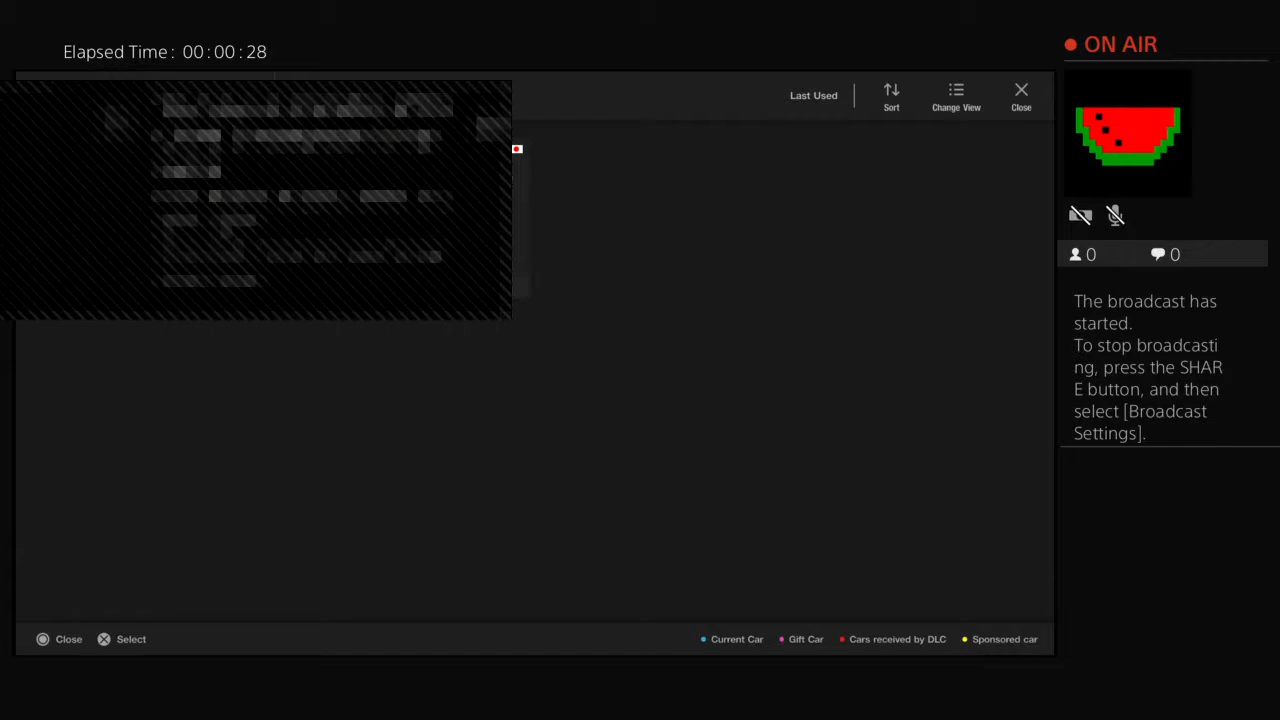 Elapsed Time: 00:00:28
ON AIR
Last Used
Sort
Change View
Close
0
0
The broadcast has
started.
To stop broadcasti
ng, press the SHAR
E button, and then
select [Broadcast
Settings].
Close
Select
Current Car
Gift Car
Cars received by DLC
Sponsored car